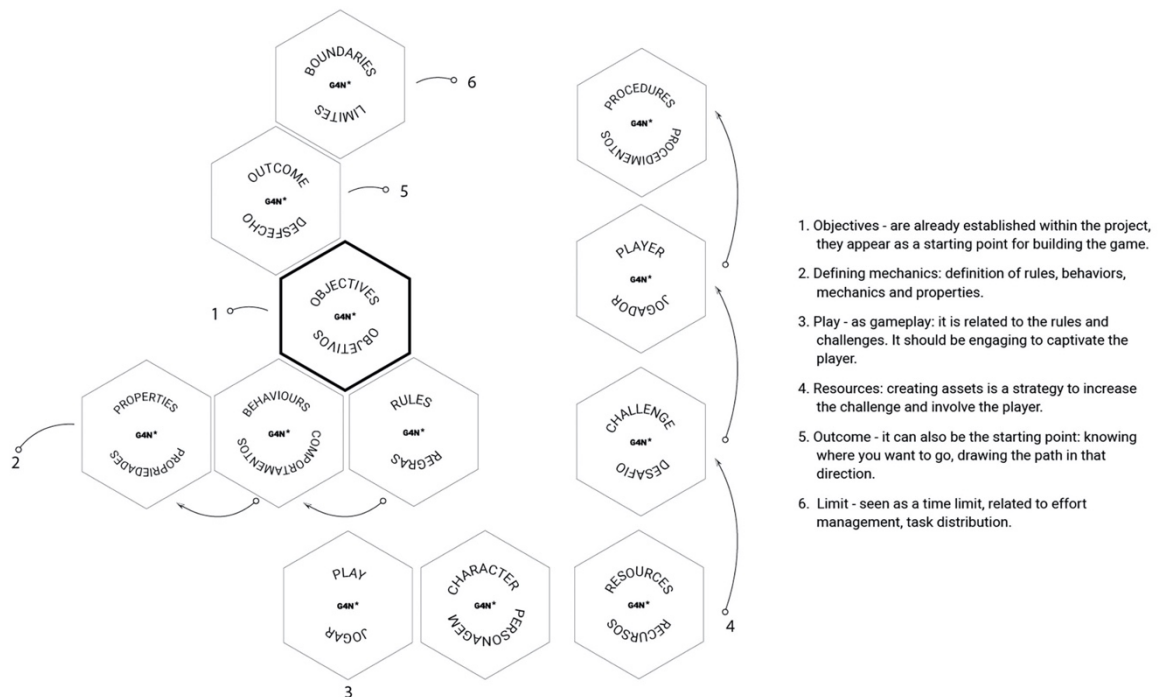 BOUNDARIES
G4N*
LIMITES
6
OUTCOME
G4N*
DESFECHO
5
OBJECTIVES
G4N*
OBJETIVOS
1
PROPERTIES
G4N*
PROPRIEDADES
2
BEHAVIOURS
G4N*
COMPORTAMENTOS
RULES
G4N*
REGRAS
PLAY
G4N*
JOGAR
3
CHARACTER
G4N*
PERSONAGEM
PROCEDURES
G4N*
PROCEDIMENTOS
PLAYER
G4N*
JOGADOR
CHALLENGE
G4N*
DESAFIO
RESOURCES
G4N*
RECURSOS
4
1. Objectives - are already established within the project,
they appear as a starting point for building the game.
2. Defining mechanics: definition of rules, behaviors,
mechanics and properties.
3. Play - as gameplay: it is related to the rules and
challenges. It should be engaging to captivate the
player.
4. Resources: creating assets is a strategy to increase
the challenge and involve the player.
5. Outcome - it can also be the starting point: knowing
where you want to go, drawing the path in that
direction.
6. Limit - seen as a time limit, related to effort
management, task distribution.